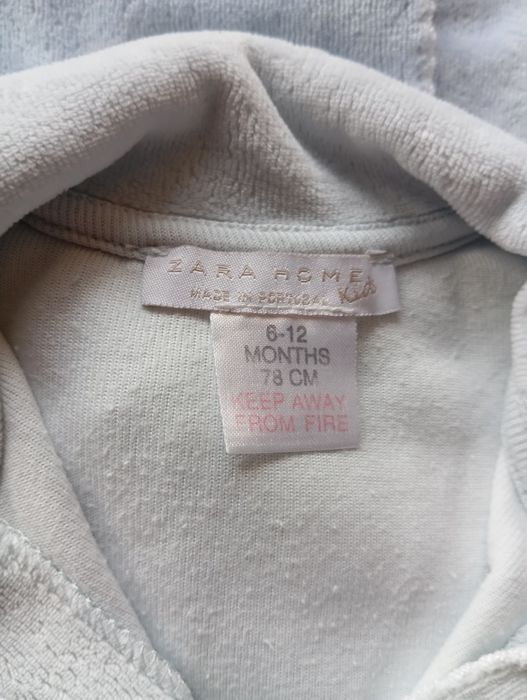 ZARA HOME
MADE IN PORTUGAL Kids
6-12
MONTHS
78 CM
KEEP AWAY
FROM FIRE